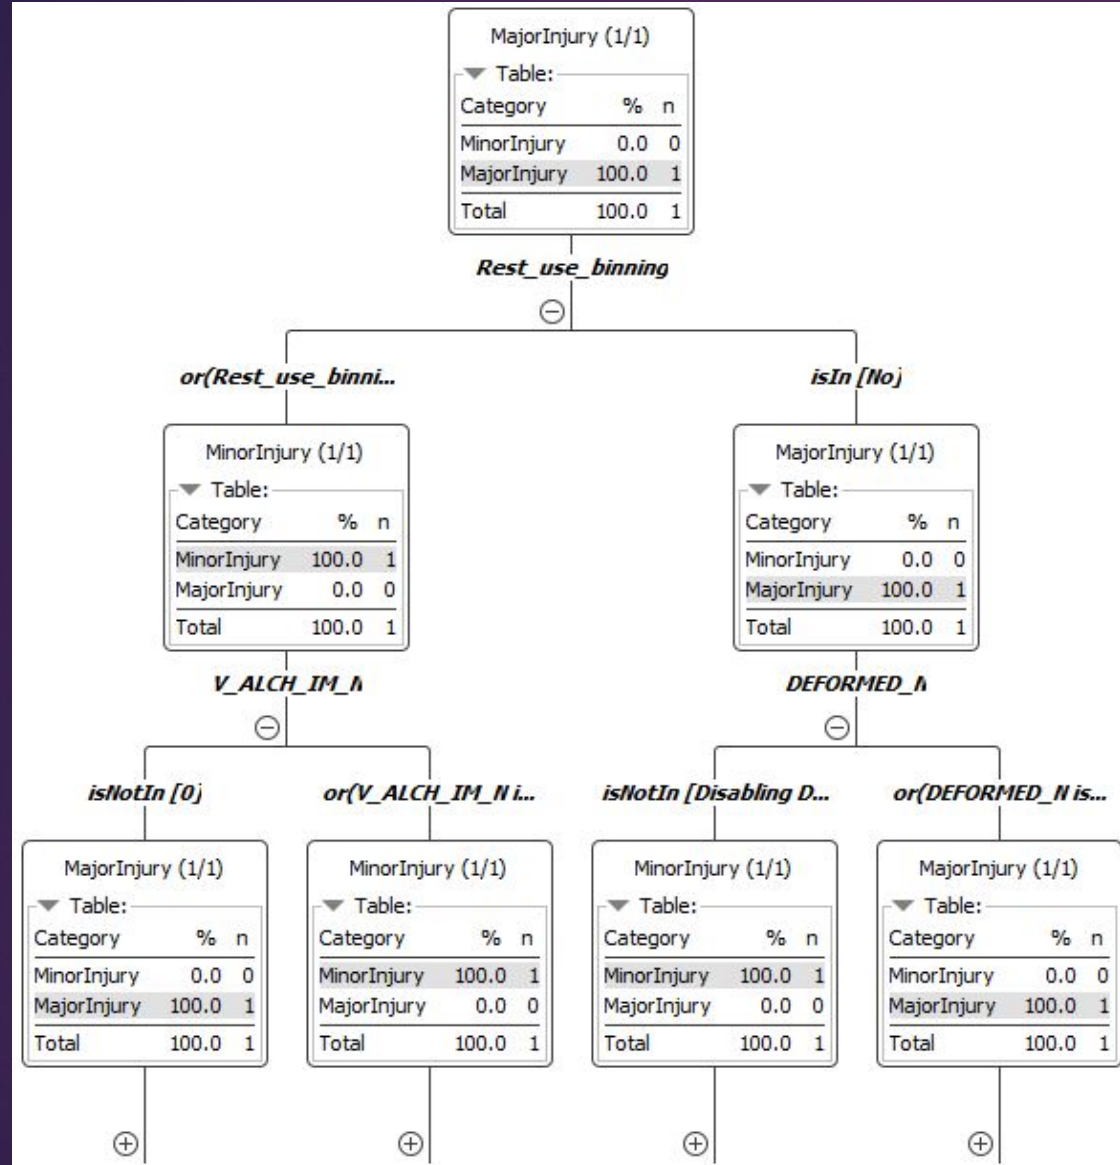 MajorInjury (1/1)
Table:
Category % n
MinorInjury 0.0 0
MajorInjury 100.0 1
Total 100.0 1
Rest_use_binning
or(Rest_use_binni...
isIn [No]
MinorInjury (1/1)
Table:
Category % n
MinorInjury 100.0 1
MajorInjury 0.0 0
Total 100.0 1
MajorInjury (1/1)
Table:
Category % n
MinorInjury 0.0 0
MajorInjury 100.0 1
Total 100.0 1
V_ALCH_IM_N
DEFORMED_N
isNotIn [0]
or(V_ALCH_IM_N i...
isNotIn [Disabling D...
or(DEFORMED_N is...
MajorInjury (1/1)
Table:
Category % n
MinorInjury 0.0 0
MajorInjury 100.0 1
Total 100.0 1
MinorInjury (1/1)
Table:
Category % n
MinorInjury 100.0 1
MajorInjury 0.0 0
Total 100.0 1
MinorInjury (1/1)
Table:
Category % n
MinorInjury 100.0 1
MajorInjury 0.0 0
Total 100.0 1
MajorInjury (1/1)
Table:
Category % n
MinorInjury 0.0 0
MajorInjury 100.0 1
Total 100.0 1